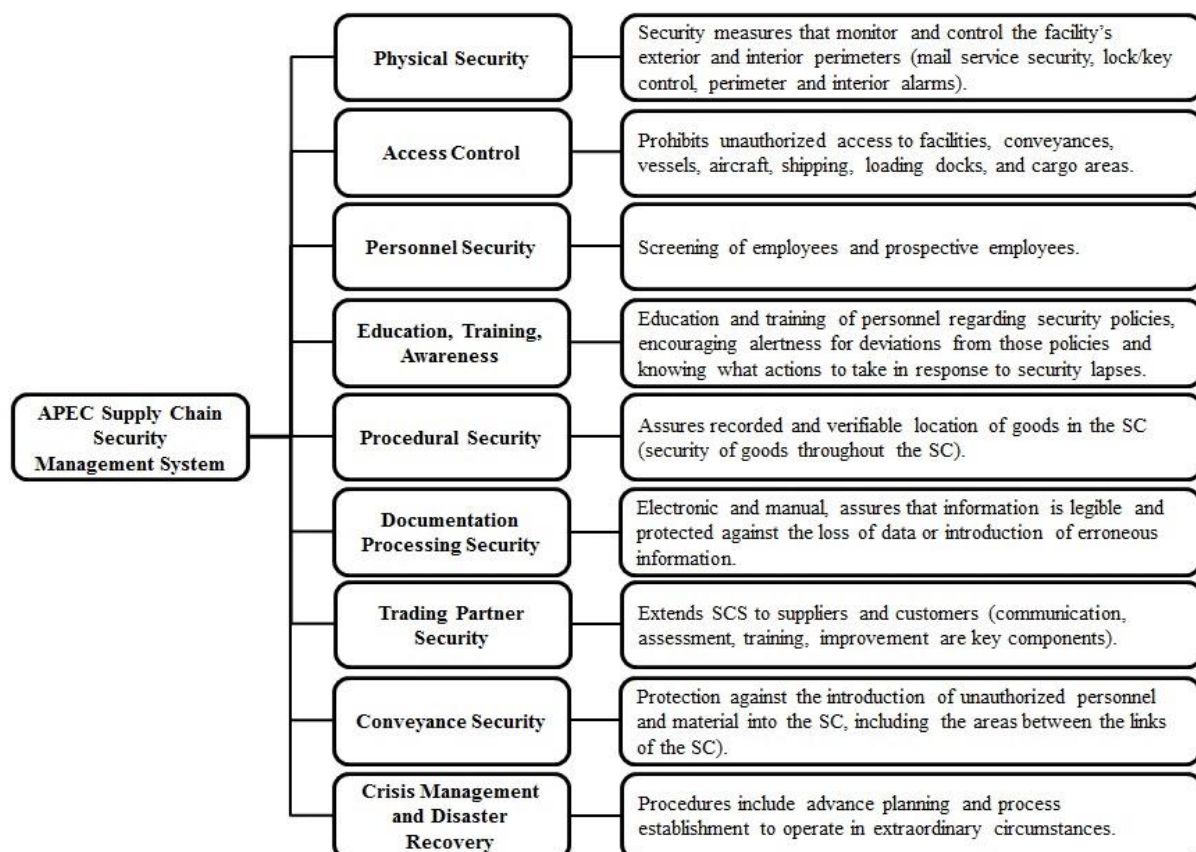 Physical Security
Security measures that monitor and control the facility's
exterior and interior perimeters (mail service security, lock/key
control, perimeter and interior alarms).
Access Control
Prohibits unauthorized access to facilities, conveyances,
vessels, aircraft, shipping, loading docks, and cargo areas.
Personnel Security
Screening of employees and prospective employees.
Education, Training,
Awareness
Education and training of personnel regarding security policies,
encouraging alertness for deviations from those policies and
knowing what actions to take in response to security lapses.
APEC Supply Chain
Security
Management System
Procedural Security
Assures recorded and verifiable location of goods in the SC
(security of goods throughout the SC).
Documentation
Processing Security
Electronic and manual, assures that information is legible and
protected against the loss of data or introduction of erroneous
information.
Trading Partner
Security
Extends SCS to suppliers and customers (communication,
assessment, training, improvement are key components).
Conveyance Security
Protection against the introduction of unauthorized personnel
and material into the SC, including the areas between the links
of the SC).
Crisis Management
and Disaster
Recovery
Procedures include advance planning and process
establishment to operate in extraordinary circumstances.